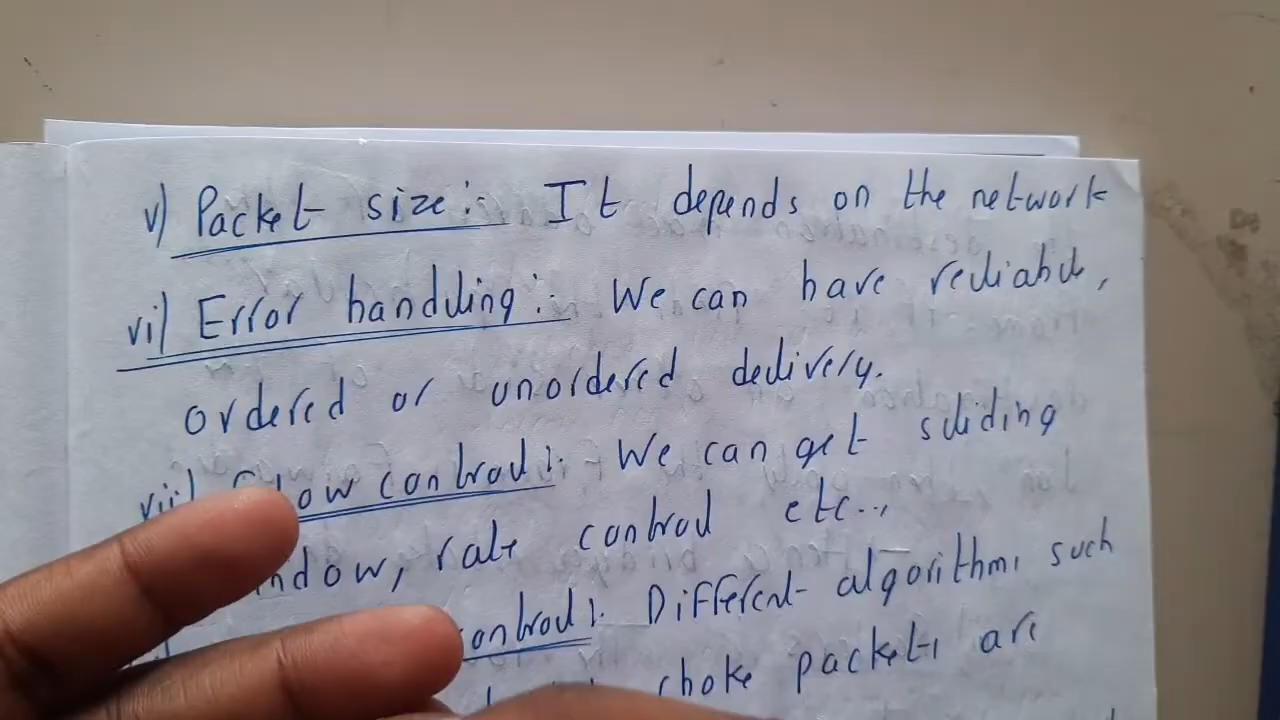 v) Packet size:- It depends on the network
vi) Error handling:- We can have reliable,
ordered or unordered delivery.
vii) Flow control:- We can get sliding
window, rate control etc...
control:- Different algorithms such
choke packets are